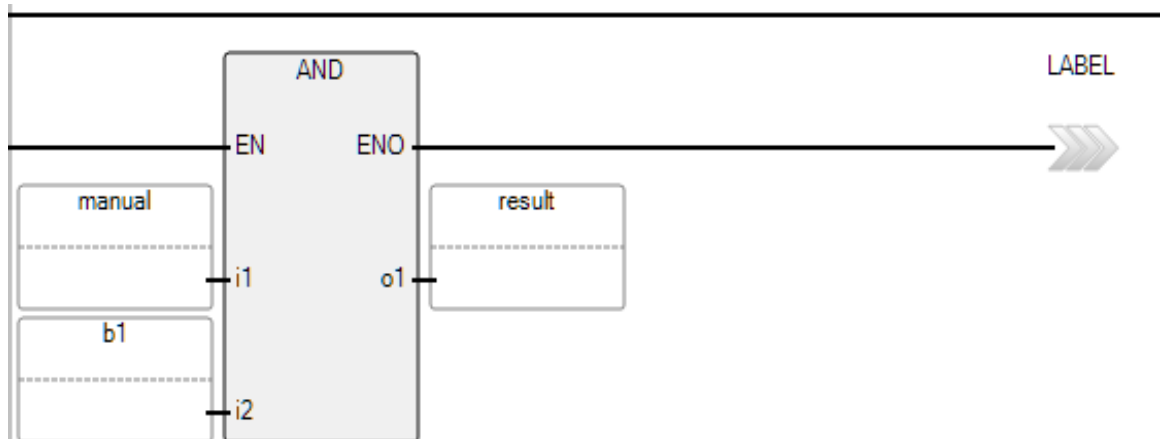 AND
LABEL
EN ENO
manual
result
i1 o1
b1
i2